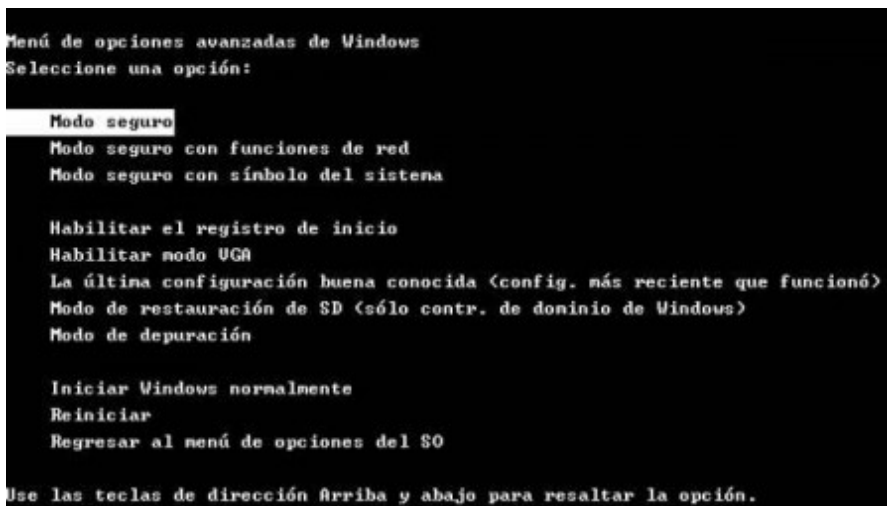 Menú de opciones avanzadas de Windows
Seleccione una opción:
Modo seguro
Modo seguro con funciones de red
Modo seguro con símbolo del sistema
Habilitar el registro de inicio
Habilitar modo VGA
La última configuración buena conocida (config. más reciente que funcionó)
Modo de restauración de SD (sólo contr. de dominio de Windows)
Modo de depuración
Iniciar Windows normalmente
Reiniciar
Regresar al menú de opciones del SO
Use las teclas de dirección Arriba y abajo para resaltar la opción.